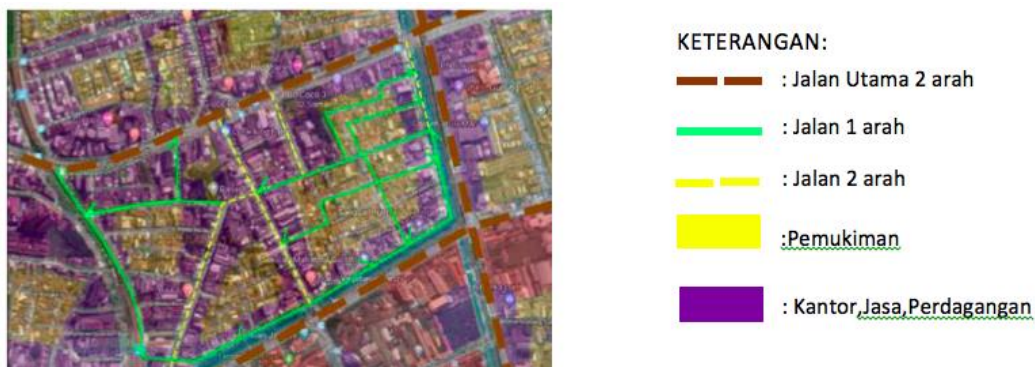 KETERANGAN:
: Jalan Utama 2 arah
: Jalan 1 arah
: Jalan 2 arah
:Pemukiman
: Kantor,Jasa,Perdagangan